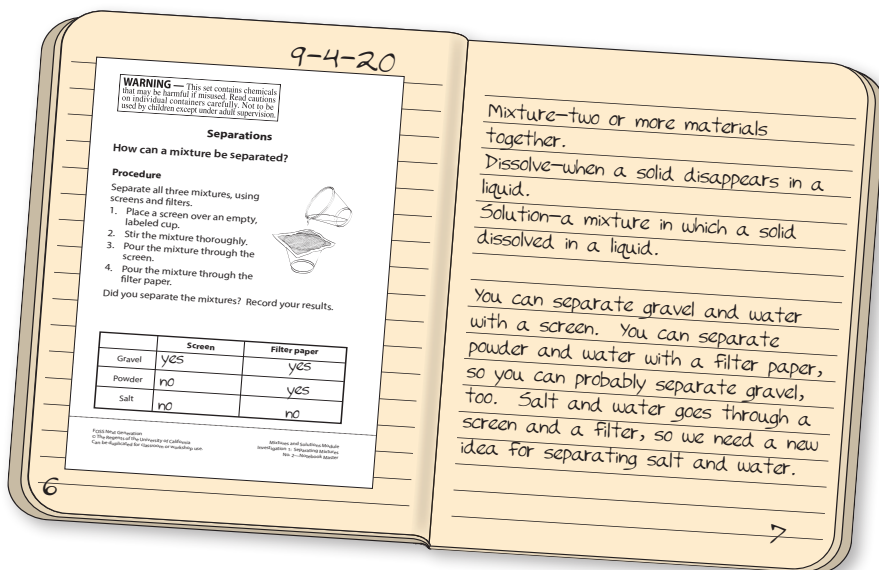 9-4-20
WARNING — This set contains chemicals
that may be harmful if misused. Read cautions
on individual containers carefully. Not to be
used by children except under adult supervision.
Separations
How can a mixture be separated?
Procedure
Separate all three mixtures, using
screens and filters.
1. Place a screen over an empty,
labeled cup.
2. Stir the mixture thoroughly.
3. Pour the mixture through the
screen.
4. Pour the mixture through the
filter paper.
Did you separate the mixtures? Record your results.
Screen Filter paper
Gravel yes yes
Powder no yes
Salt no no
FOSS Next Generation
© The Regents of the University of California
Can be duplicated for classroom or workshop use.
Mixtures and Solutions Module
Investigation 1: Separating Mixtures
No. 2—Notebook Master
6
Mixture—two or more materials
together.
Dissolve—when a solid disappears in a
liquid.
Solution—a mixture in which a solid
dissolved in a liquid.
You can separate gravel and water
with a screen. You can separate
powder and water with a filter paper,
so you can probably separate gravel,
too. Salt and water goes through a
screen and a filter, so we need a new
idea for separating salt and water.
7